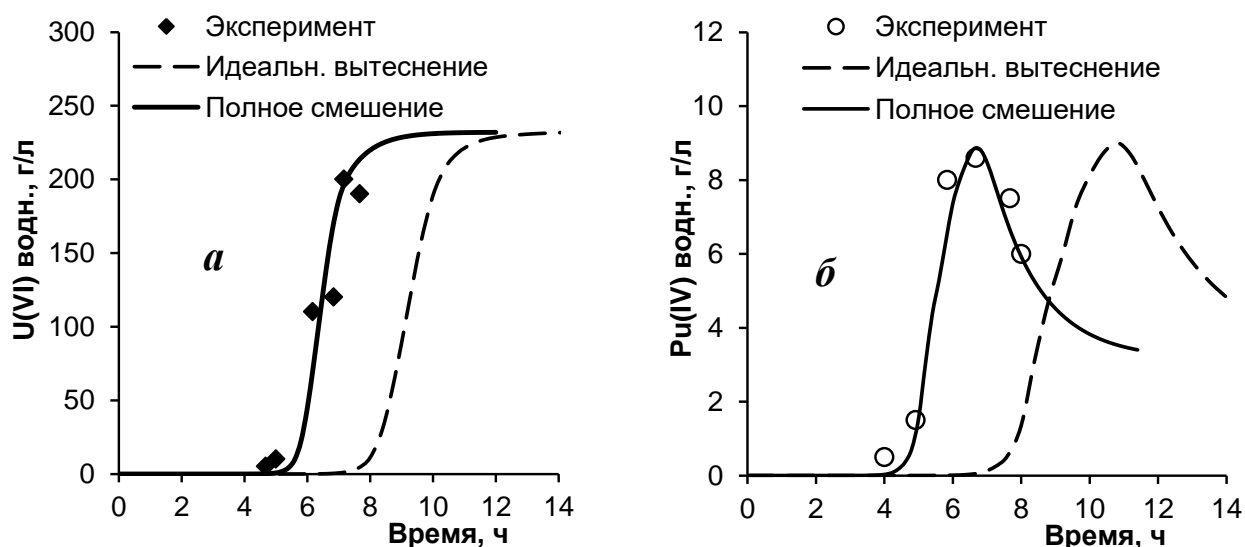 Эксперимент
Идеальн. вытеснение
Полное смешение
U(VI) водн., г/л
300
250
200
150
100
50
0
а
0 2 4 6 8 10 12 14
Время, ч
Эксперимент
Идеальн. вытеснение
Полное смешение
Pu(IV) водн., г/л
12
10
8
6
4
2
0
б
0 2 4 6 8 10 12 14
Время, ч